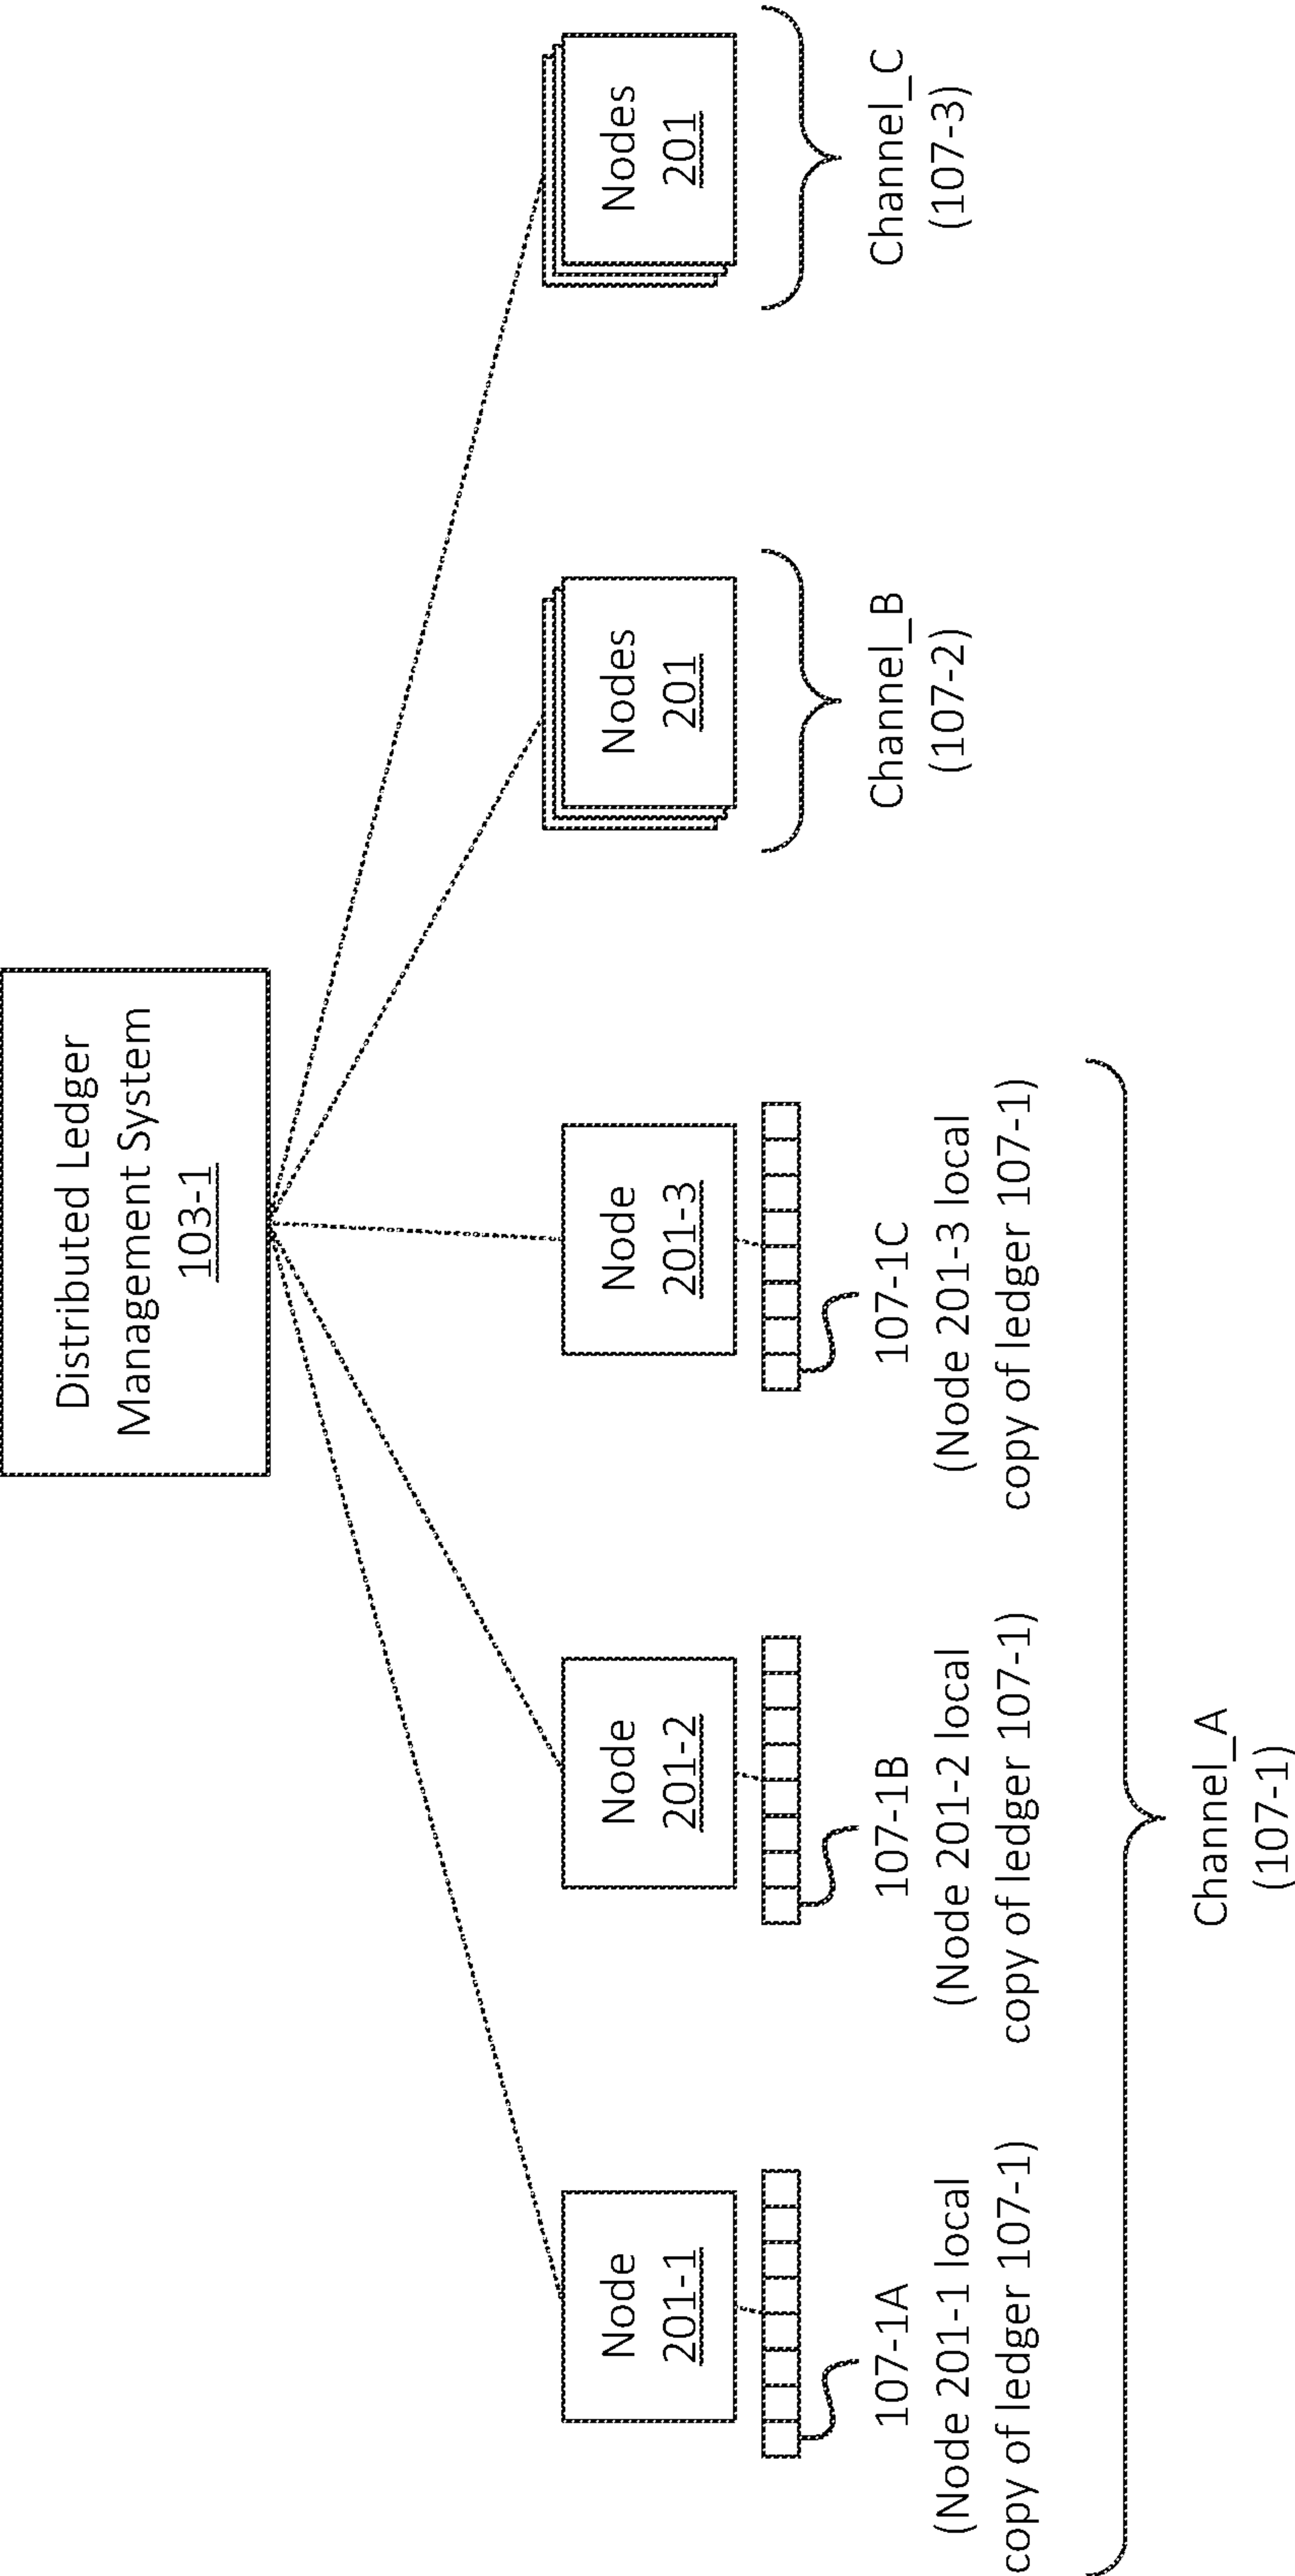 Distributed Ledger
Management System
103-1
Node
201-1
Node
201-2
Node
201-3
Nodes
201
Nodes
201
107-1A
(Node 201-1 local
copy of ledger 107-1)
107-1B
(Node 201-2 local
copy of ledger 107-1)
107-1C
(Node 201-3 local
copy of ledger 107-1)
Channel_B
(107-2)
Channel_C
(107-3)
Channel_A
(107-1)